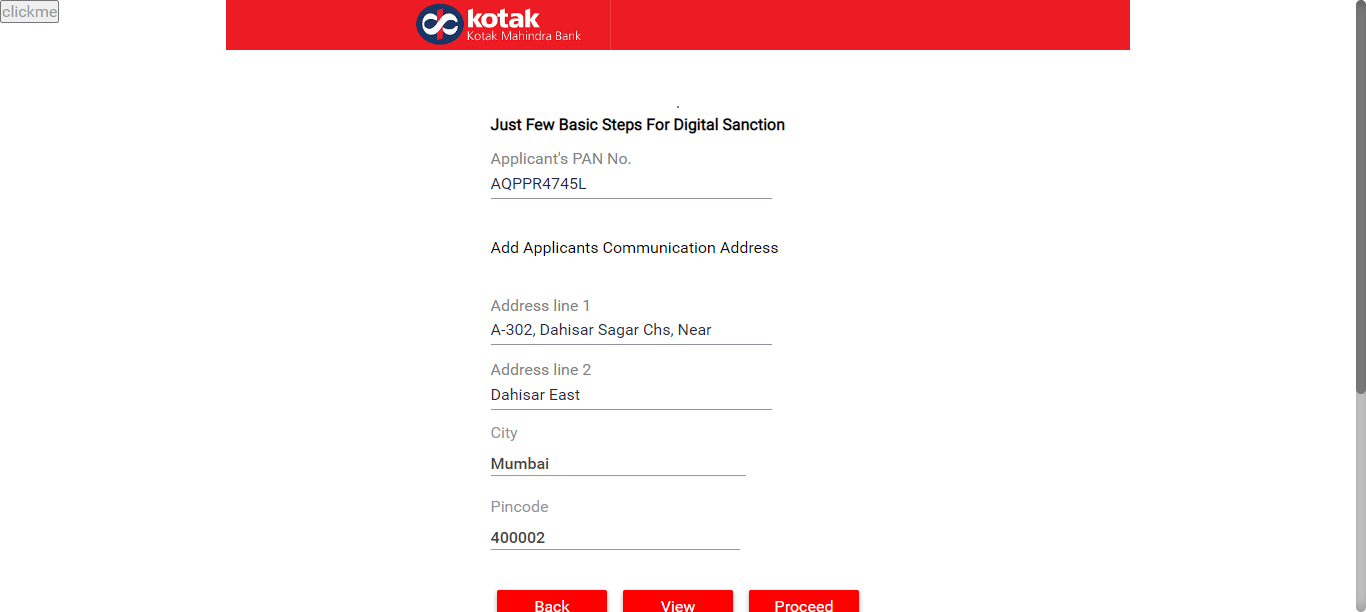 clickme
kotak
Kotak Mahindra Bank
.
Just Few Basic Steps For Digital Sanction
Applicant's PAN No.
AQPPR4745L
Add Applicants Communication Address
Address line 1
A-302, Dahisar Sagar Chs, Near
Address line 2
Dahisar East
City
Mumbai
Pincode
400002
Back View Proceed